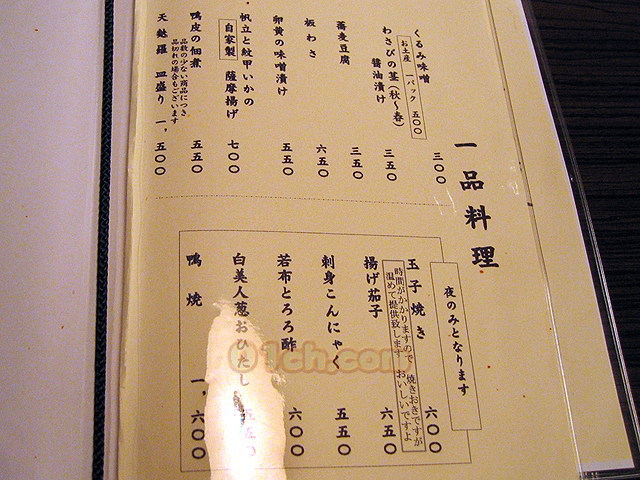 一品料理
くるみ味噌 三〇〇
お土産 一パック 五〇〇
わさびの茎(秋〜春)
醤油漬け 三五〇
蕎麦豆腐 三五〇
板わさ 六五〇
卵黄の味噌漬け 五五〇
帆立と紋甲いかの
自家製 薩摩揚げ 七〇〇
鴨皮の佃煮 五五〇
品数の少ない商品につき
品切れの場合もございます
天麩羅 皿盛り 一,五〇〇
夜のみとなります
玉子焼き 六〇〇
時間がかかりますので 焼きおきですが
温めて提供致します おいしいですよ
揚げ茄子 六五〇
刺身こんにゃく 五五〇
若布とろろ酢 六〇〇
白美人葱おひたし 五五〇
鴨焼 一,六〇〇
01ch.com